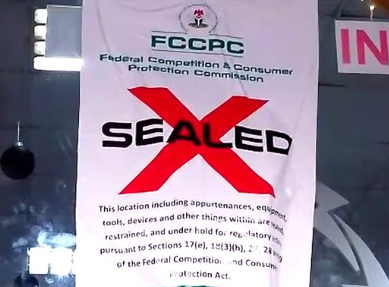 FCCPC
Federal Competition & Consumer
Protection Commission
IN
SEALED
This location including appurtenances, equipment,
tools, devices and other things within are
restrained, and under hold for regulatory
pursuant to Sections 17(e), 18(3)(h), 27, 28
of the Federal Competition and Consumer
Protection Act.